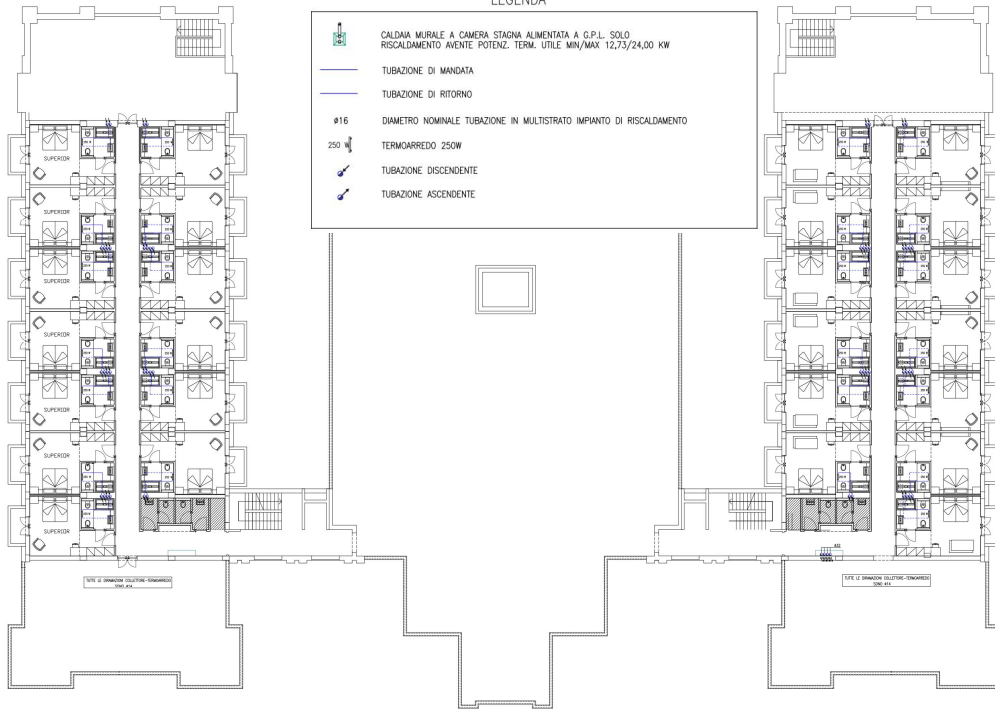 LEGENDA
CALDAIA MURALE A CAMERA STAGNA ALIMENTATA A G.P.L. SOLO
RISCALDAMENTO AVENTE POTENZ. TERM. UTILE MIN/MAX 12,73/24,00 KW
TUBAZIONE DI MANDATA
TUBAZIONE DI RITORNO
ø16 DIAMETRO NOMINALE TUBAZIONE IN MULTISTRATO IMPIANTO DI RISCALDAMENTO
250 W TERMOARREDO 250W
TUBAZIONE DISCENDENTE
TUBAZIONE ASCENDENTE
SUPERIOR
SUPERIOR
SUPERIOR
SUPERIOR
SUPERIOR
SUPERIOR
SUPERIOR
TUTTE LE DIRAMAZIONI COLLETTORE-TERMOARREDO
SONO ø14
TUTTE LE DIRAMAZIONI COLLETTORE-TERMOARREDO
SONO ø14